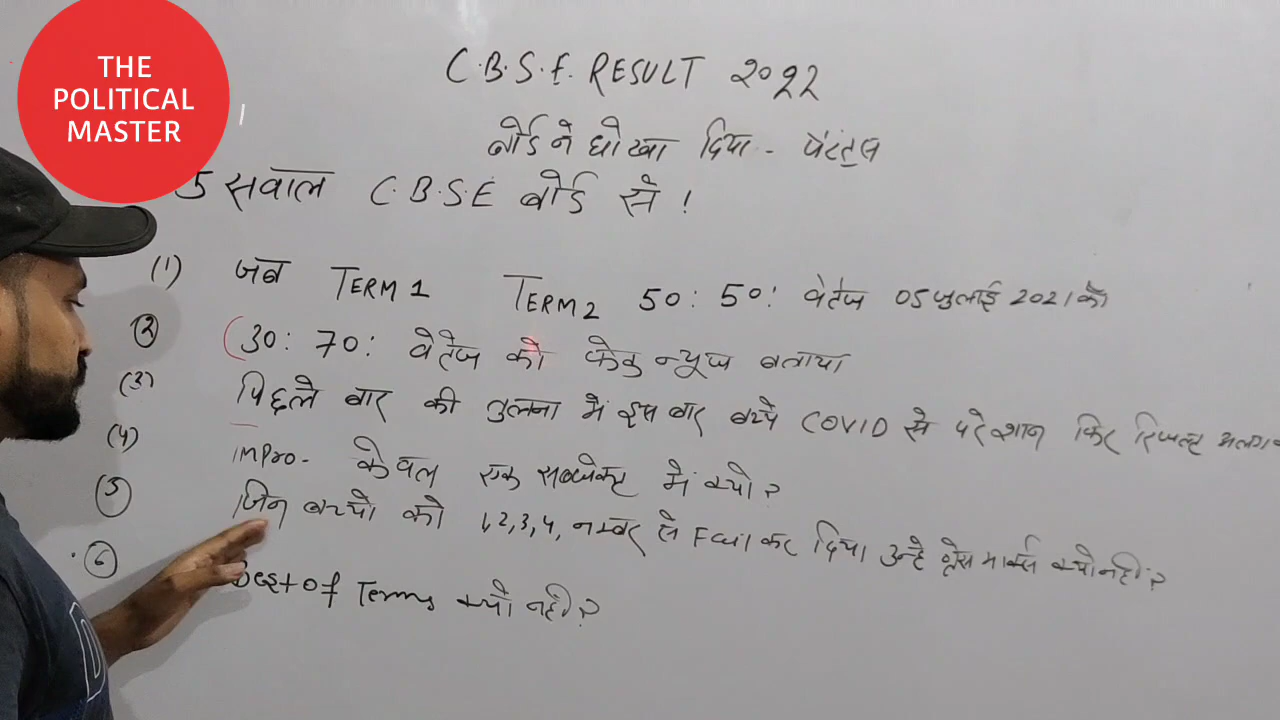 THE
POLITICAL
MASTER
C.B.S.E. RESULT 2022
बोर्ड ने धोखा दिया - पेरेंट्स
5 सवाल C.B.S.E बोर्ड से !
(1) जब TERM 1 TERM 2 50 : 50 : वेटेज 05 जुलाई 2021 को
(2) (30 : 70 : वेटेज को फेक न्यूज बताया
(3) पिछले बार की तुलना में इस बार बच्चे COVID से परेशान फिर रिजल्ट अलग
(4) IMPro- केवल एक सब्जेक्ट में क्यो ?
(5) जिन बच्चो को 1,2,3,4, नम्बर से Fail कर दिया उन्हे ग्रेस मार्क्स क्यो नही ?
(6) Best of Terms क्यो नही ?